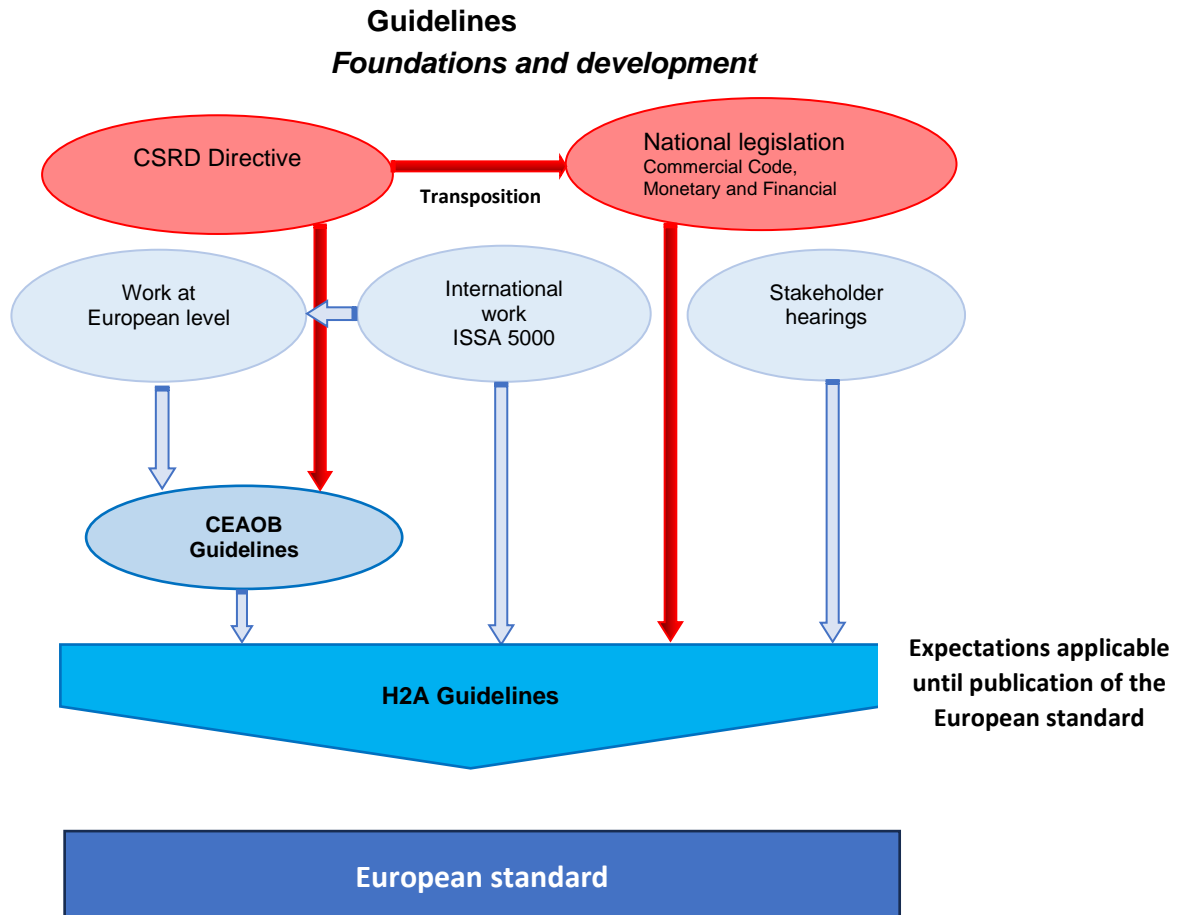 Guidelines
Foundations and development
CSRD Directive
National legislation
Commercial Code,
Monetary and Financial
Transposition
Work at
European level
International
work
ISSA 5000
Stakeholder
hearings
CEAOB
Guidelines
H2A Guidelines
Expectations applicable
until publication of the
European standard
European standard